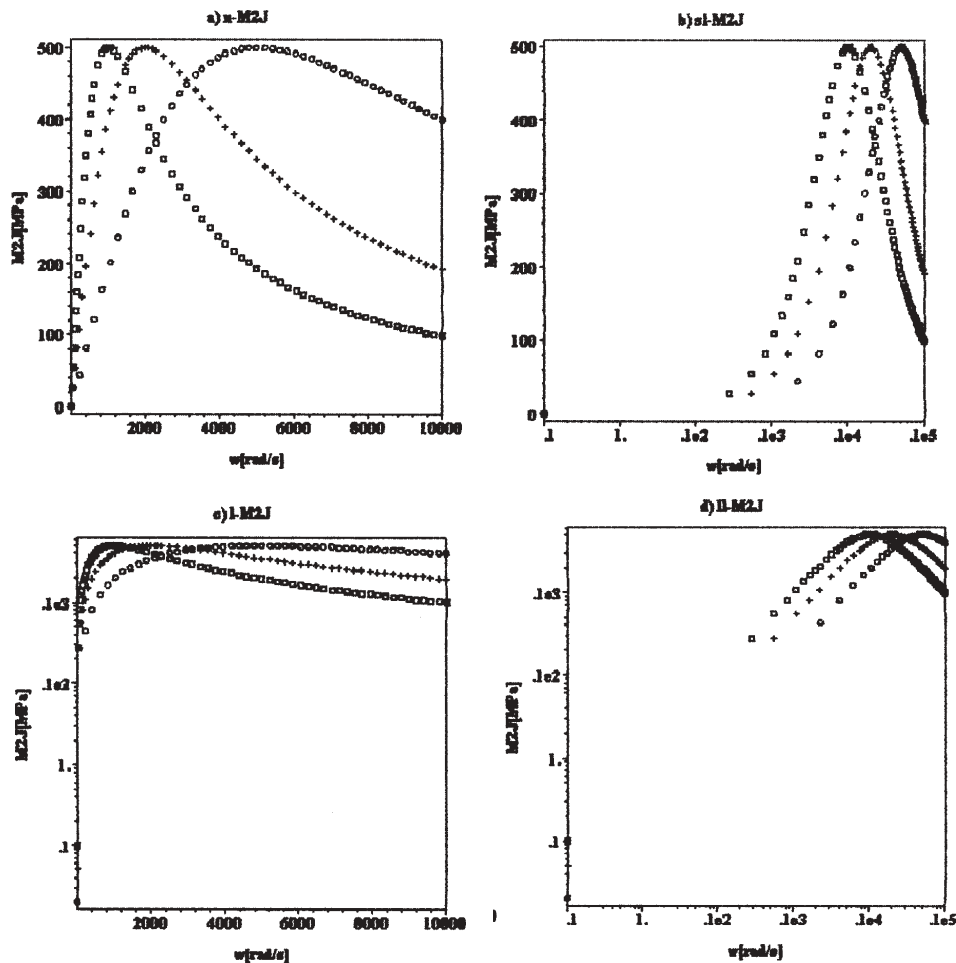 a) n-M2J
500
400
300
200
100
0
M2J[MPa]
2000 4000 6000 8000 10000
w[rad/s]
b) sl-M2J
500
400
300
200
100
0
M2J[MPa]
.1 1. .1e2 .1e3 .1e4 .1e5
w[rad/s]
c) l-M2J
.1e3
.1e2
1.
.1
M2J[MPa]
2000 4000 6000 8000 10000
w[rad/s]
d) ll-M2J
.1e3
.1e2
1.
.1
M2J[MPa]
.1 1. .1e2 .1e3 .1e4 .1e5
w[rad/s]